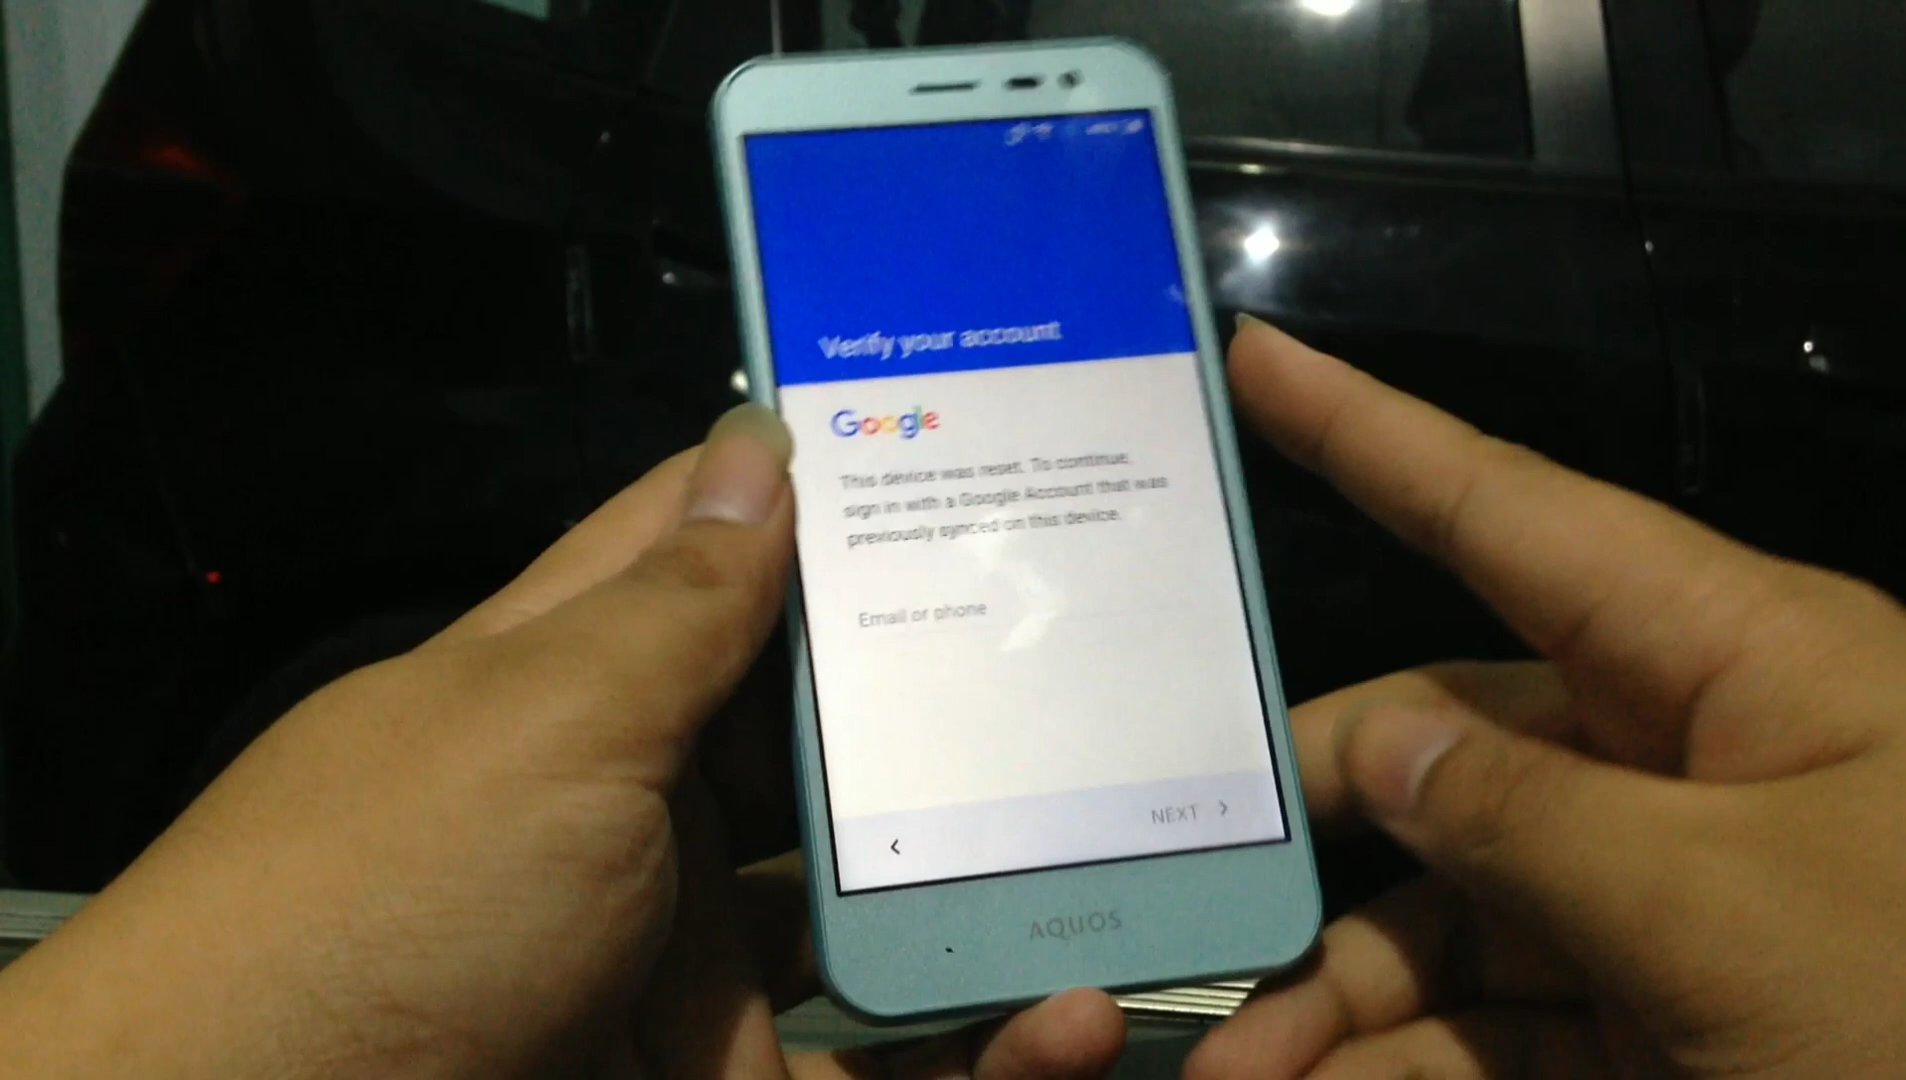 Verify your account
Google
This device was reset. To continue,
sign in with a Google Account that was
previously synced on this device.
Email or phone
NEXT
AQUOS